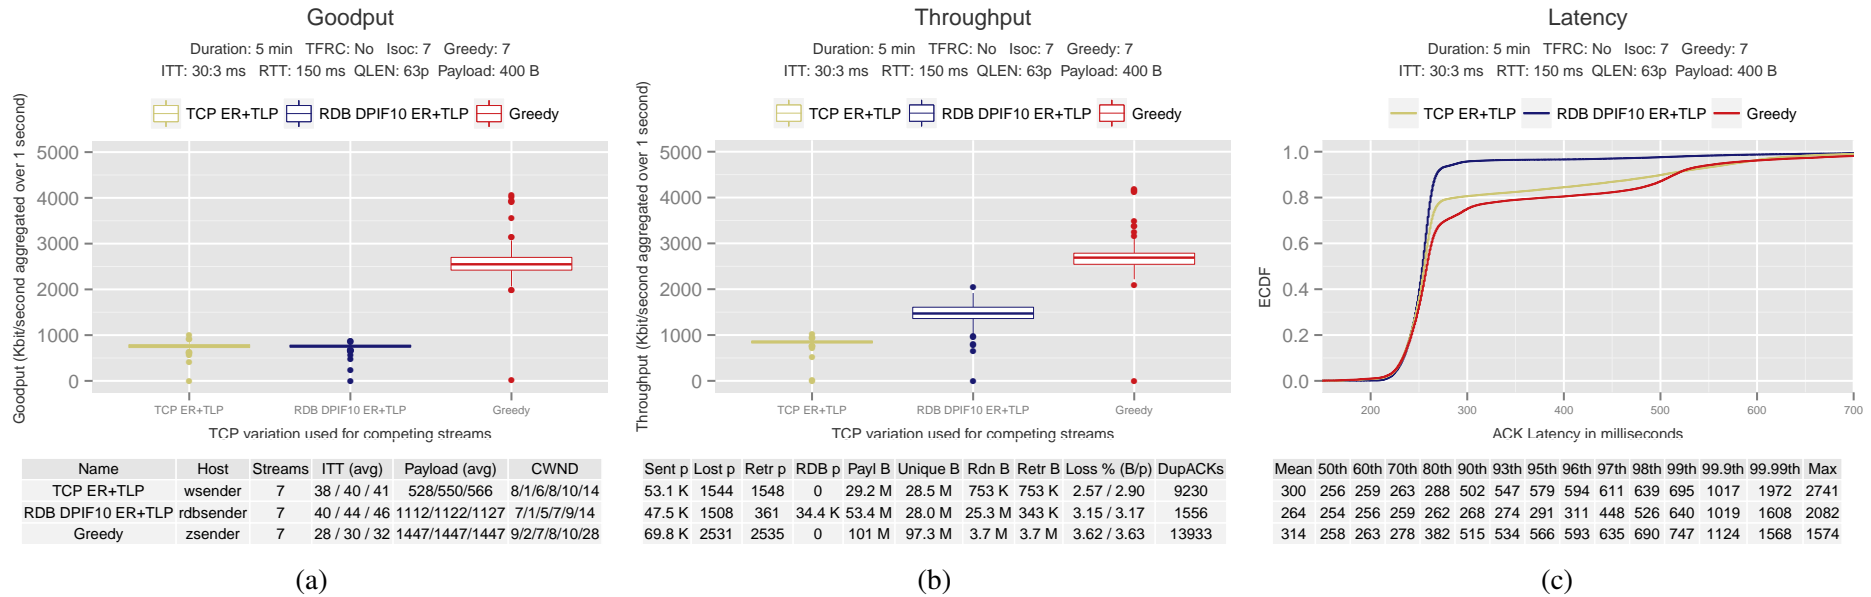 Goodput
Duration: 5 min TFRC: No Isoc: 7 Greedy: 7
ITT: 30:3 ms RTT: 150 ms QLEN: 63p Payload: 400 B
TCP ER+TLP RDB DPIF10 ER+TLP Greedy
Goodput (Kbit/second aggregated over 1 second)
5000
4000
3000
2000
1000
0
TCP ER+TLP RDB DPIF10 ER+TLP Greedy
TCP variation used for competing streams
Name Host Streams ITT (avg) Payload (avg) CWND
TCP ER+TLP wsender 7 38 / 40 / 41 528/550/566 8/1/6/8/10/14
RDB DPIF10 ER+TLP rdbsender 7 40 / 44 / 46 1112/1122/1127 7/1/5/7/9/14
Greedy zsender 7 28 / 30 / 32 1447/1447/1447 9/2/7/8/10/28
(a)
Throughput
Duration: 5 min TFRC: No Isoc: 7 Greedy: 7
ITT: 30:3 ms RTT: 150 ms QLEN: 63p Payload: 400 B
TCP ER+TLP RDB DPIF10 ER+TLP Greedy
Throughput (Kbit/second aggregated over 1 second)
5000
4000
3000
2000
1000
0
TCP ER+TLP RDB DPIF10 ER+TLP Greedy
TCP variation used for competing streams
Sent p Lost p Retr p RDB p Payl B Unique B Rdn B Retr B Loss % (B/p) DupACKs
53.1 K 1544 1548 0 29.2 M 28.5 M 753 K 753 K 2.57 / 2.90 9230
47.5 K 1508 361 34.4 K 53.4 M 28.0 M 25.3 M 343 K 3.15 / 3.17 1556
69.8 K 2531 2535 0 101 M 97.3 M 3.7 M 3.7 M 3.62 / 3.63 13933
(b)
Latency
Duration: 5 min TFRC: No Isoc: 7 Greedy: 7
ITT: 30:3 ms RTT: 150 ms QLEN: 63p Payload: 400 B
TCP ER+TLP RDB DPIF10 ER+TLP Greedy
ECDF
1.0
0.8
0.6
0.4
0.2
0.0
200 300 400 500 600 700
ACK Latency in milliseconds
Mean 50th 60th 70th 80th 90th 93th 95th 96th 97th 98th 99th 99.9th 99.99th Max
300 256 259 263 288 502 547 579 594 611 639 695 1017 1972 2741
264 254 256 259 262 268 274 291 311 448 526 640 1019 1608 2082
314 258 263 278 382 515 534 566 593 635 690 747 1124 1568 1574
(c)